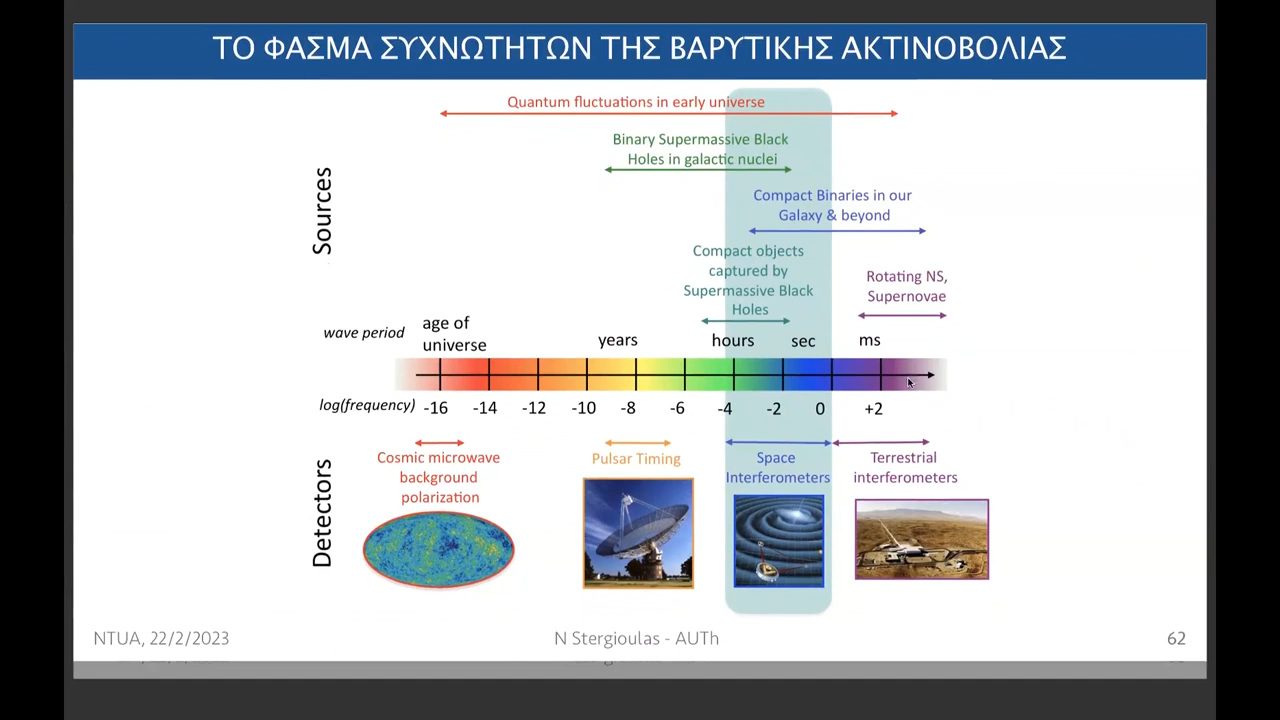 ΤΟ ΦΑΣΜΑ ΣΥΧΝΩΤΗΤΩΝ ΤΗΣ ΒΑΡΥΤΙΚΗΣ ΑΚΤΙΝΟΒΟΛΙΑΣ
Quantum fluctuations in early universe
Binary Supermassive Black
Holes in galactic nuclei
Sources
Compact Binaries in our
Galaxy & beyond
Compact objects
captured by
Supermassive Black
Holes
Rotating NS,
Supernovae
wave period
age of
universe
years
hours
sec
ms
log(frequency)
-16 -14 -12 -10 -8 -6 -4 -2 0 +2
Detectors
Cosmic microwave
background
polarization
Pulsar Timing
Space
Interferometers
Terrestrial
interferometers
NTUA, 22/2/2023
N Stergioulas - AUTh
62